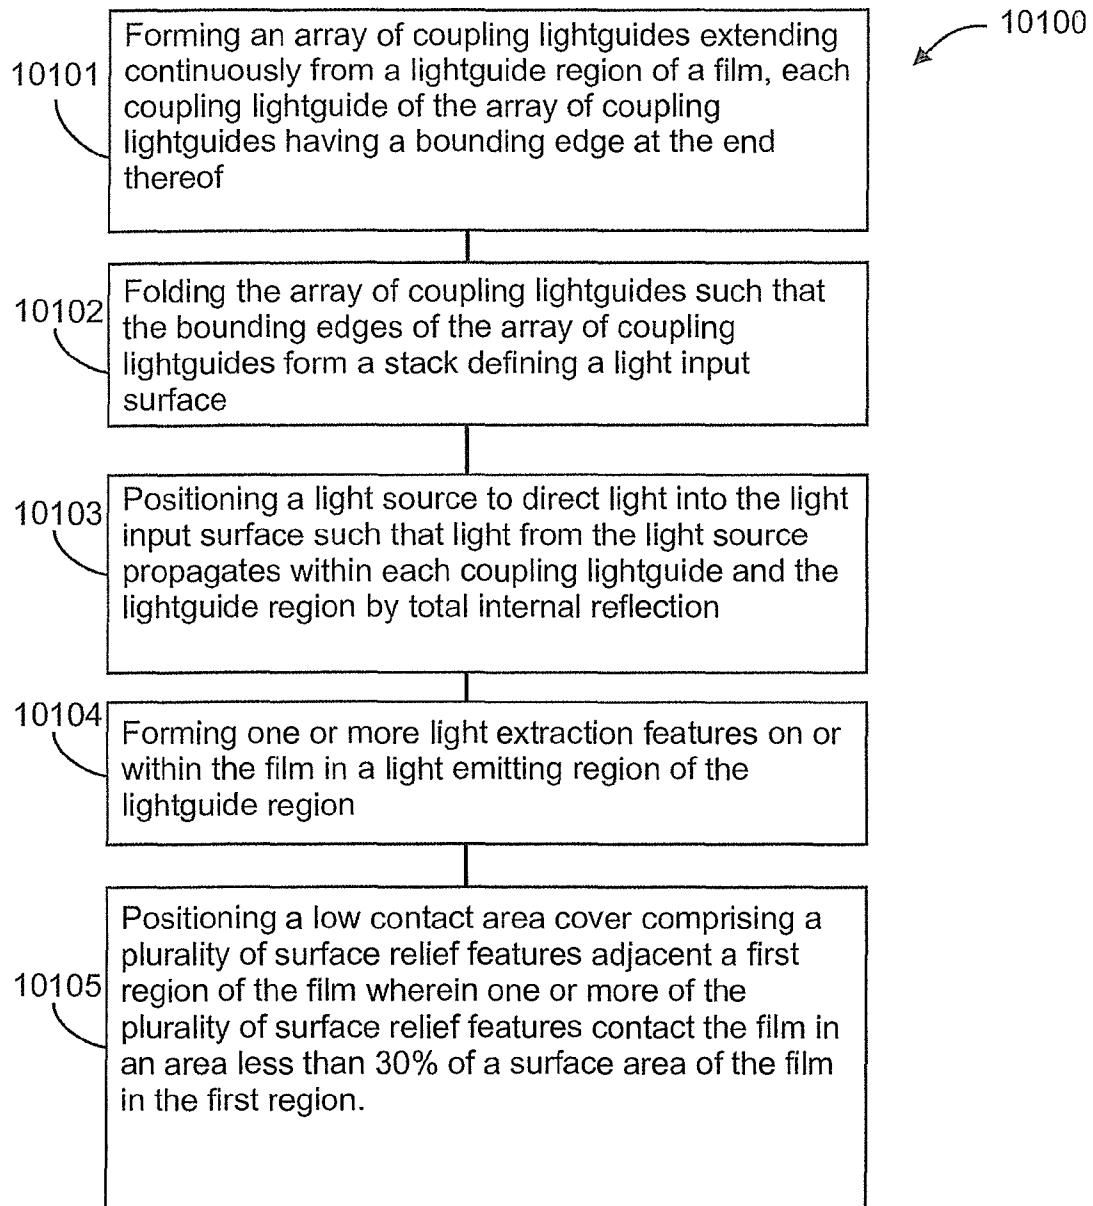 10100
10101
Forming an array of coupling lightguides extending
continuously from a lightguide region of a film, each
coupling lightguide of the array of coupling
lightguides having a bounding edge at the end
thereof
10102
Folding the array of coupling lightguides such that
the bounding edges of the array of coupling
lightguides form a stack defining a light input
surface
10103
Positioning a light source to direct light into the light
input surface such that light from the light source
propagates within each coupling lightguide and the
lightguide region by total internal reflection
10104
Forming one or more light extraction features on or
within the film in a light emitting region of the
lightguide region
10105
Positioning a low contact area cover comprising a
plurality of surface relief features adjacent a first
region of the film wherein one or more of the
plurality of surface relief features contact the film in
an area less than 30% of a surface area of the film
in the first region.